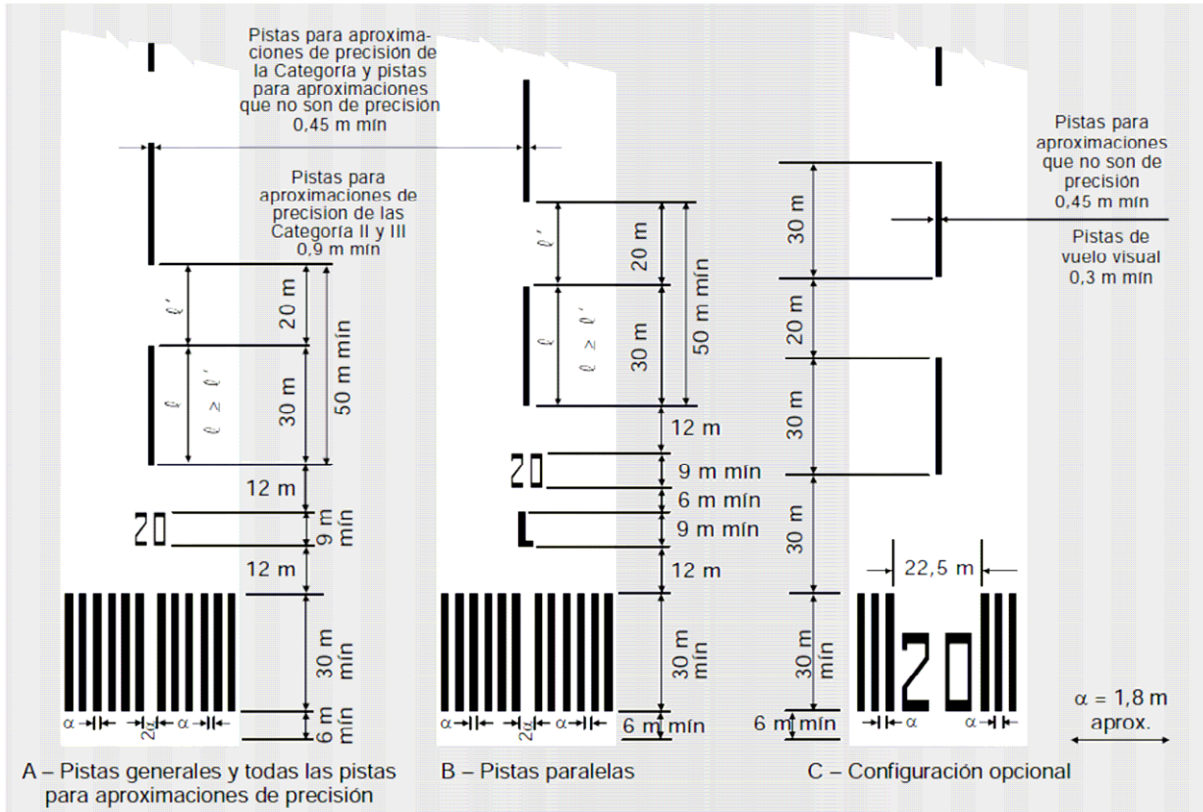 Pistas para aproxima-
ciones de precisión de
la Categoría y pistas
para aproximaciones
que no son de precisión
0,45 m mín
Pistas para
aproximaciones de
precision de las
Categoría II y III
0,9 m mín
ℓ´
20 m
ℓ
ℓ ≥ ℓ´
30 m
50 m mín
12 m
20
9 m
mín
12 m
30 m
mín
α
2α
α
6 m
mín
A – Pistas generales y todas las pistas
para aproximaciones de precisión
ℓ´
20 m
ℓ
ℓ ≥ ℓ´
30 m
50 m mín
12 m
20
9 m mín
6 m mín
L
9 m mín
12 m
30 m
mín
α
2α
α
6 m mín
B – Pistas paralelas
Pistas para
aproximaciones
que no son de
precisión
0,45 m mín
Pistas de
vuelo visual
0,3 m mín
30 m
20 m
30 m
30 m
22,5 m
20
30 m
mín
α
α
6 m mín
α = 1,8 m
aprox.
C – Configuración opcional